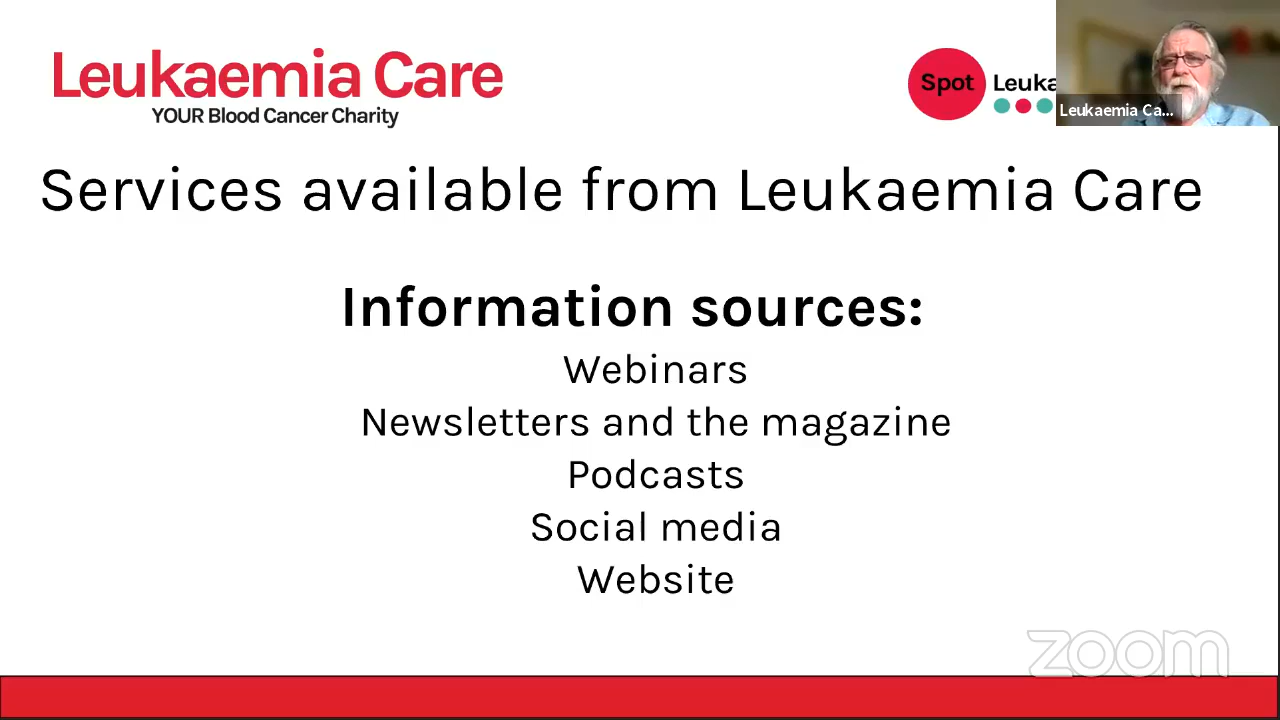 Leukaemia Care
YOUR Blood Cancer Charity
Spot Leuka
Leukaemia Ca...
Services available from Leukaemia Care
Information sources:
Webinars
Newsletters and the magazine
Podcasts
Social media
Website
zoom